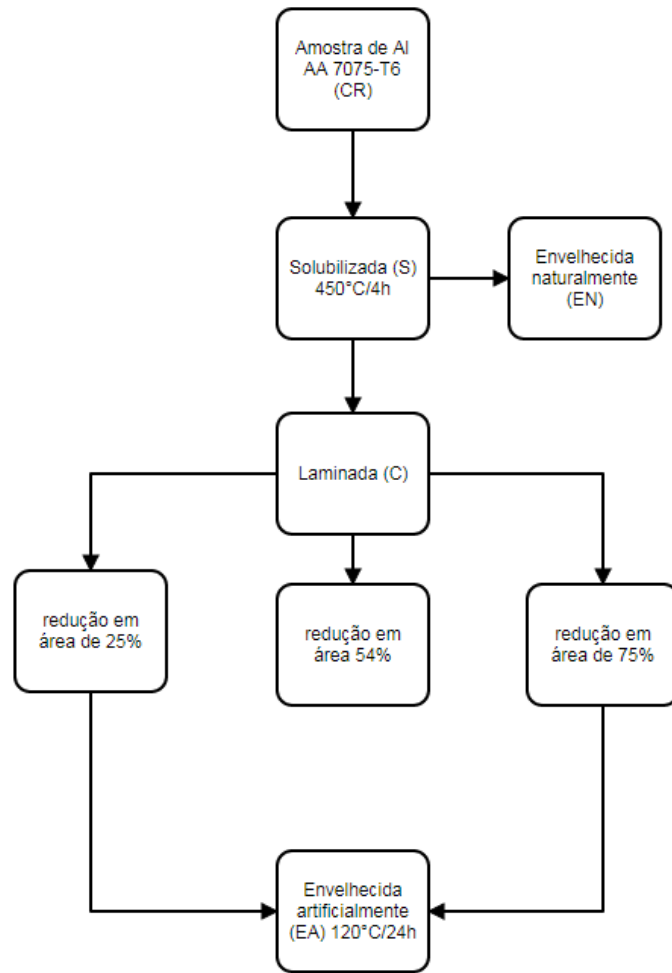 Amostra de Al
AA 7075-T6
(CR)
Solubilizada (S)
450°C/4h
Envelhecida
naturalmente
(EN)
Laminada (C)
redução em
área de 25%
redução em
área 54%
redução em
área de 75%
Envelhecida
artificialmente
(EA) 120°C/24h